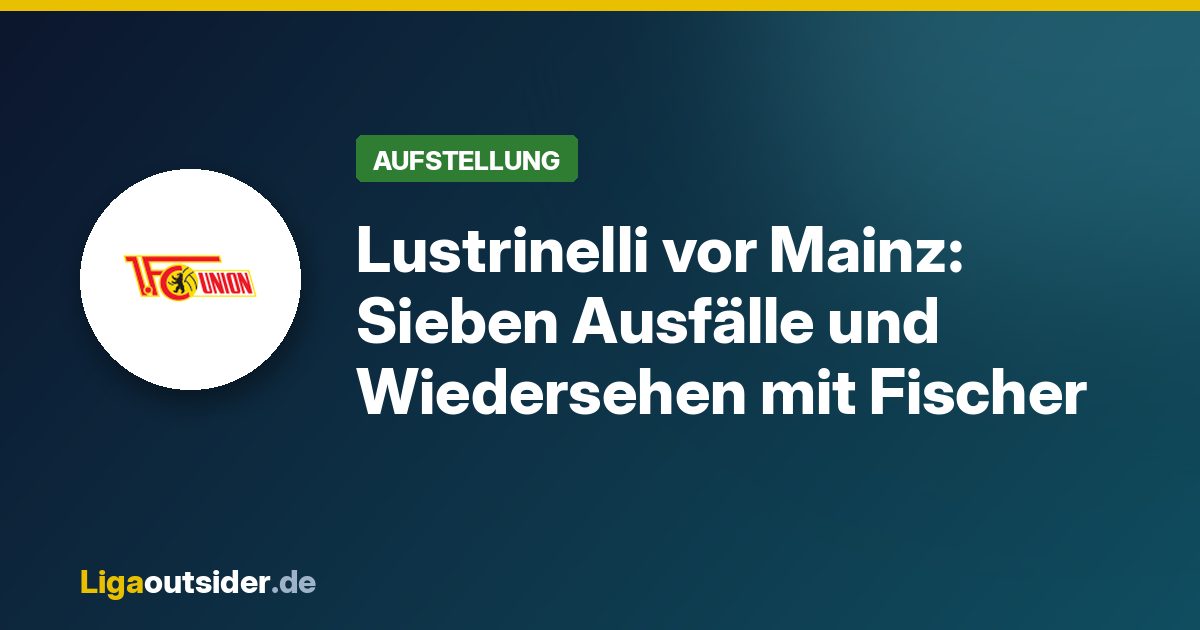 AUFSTELLUNG
1.FC UNION
Lustrinelli vor Mainz:
Sieben Ausfälle und
Wiedersehen mit Fischer
Ligaoutsider.de